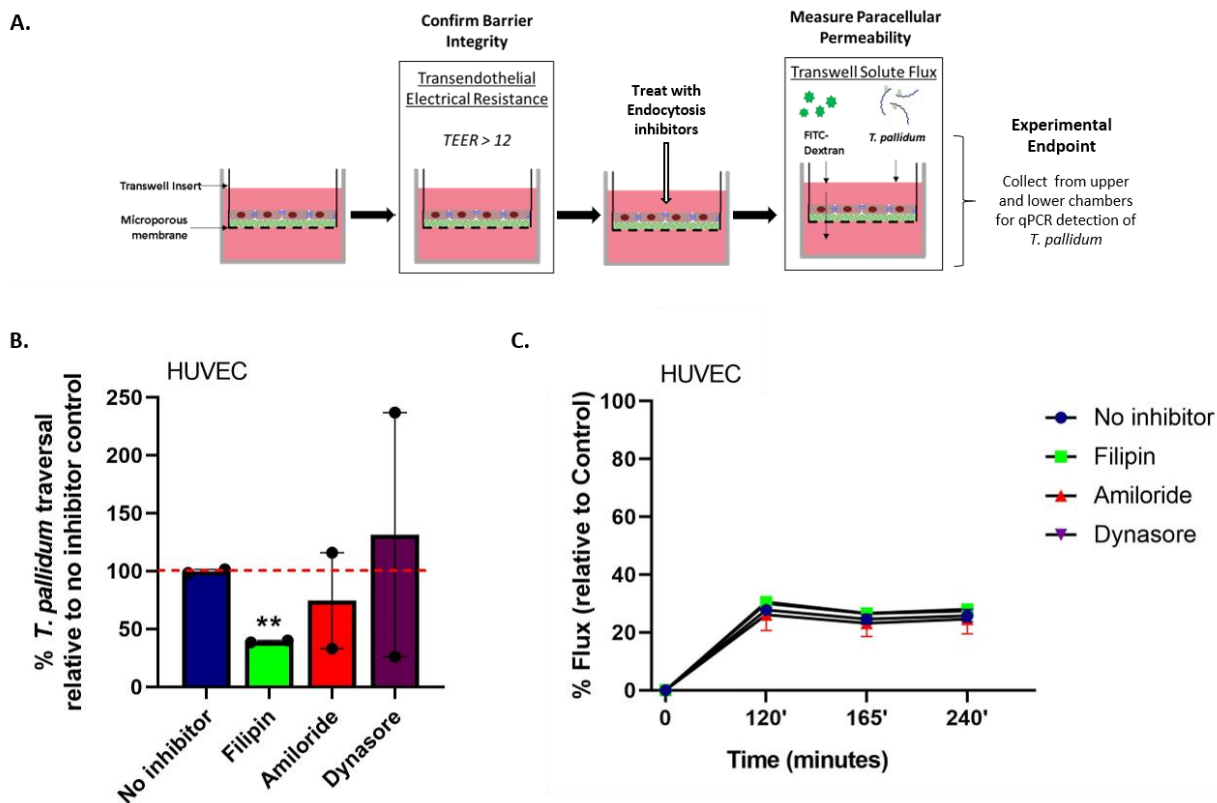 A.
Confirm Barrier
Integrity
Transendothelial
Electrical Resistance
TEER > 12
Treat with
Endocytosis
inhibitors
Measure Paracellular
Permeability
Transwell Solute Flux
FITC-
Dextran
T. pallidum
Transwell Insert
Microporous
membrane
Experimental
Endpoint
Collect from upper
and lower chambers
for qPCR detection of
T. pallidum
B.
HUVEC
% T. pallidum traversal
relative to no inhibitor control
250
200
150
100
50
0
**
No inhibitor
Filipin
Amiloride
Dynasore
C.
HUVEC
% Flux (relative to Control)
100
80
60
40
20
0
0 120' 165' 240'
Time (minutes)
No inhibitor
Filipin
Amiloride
Dynasore